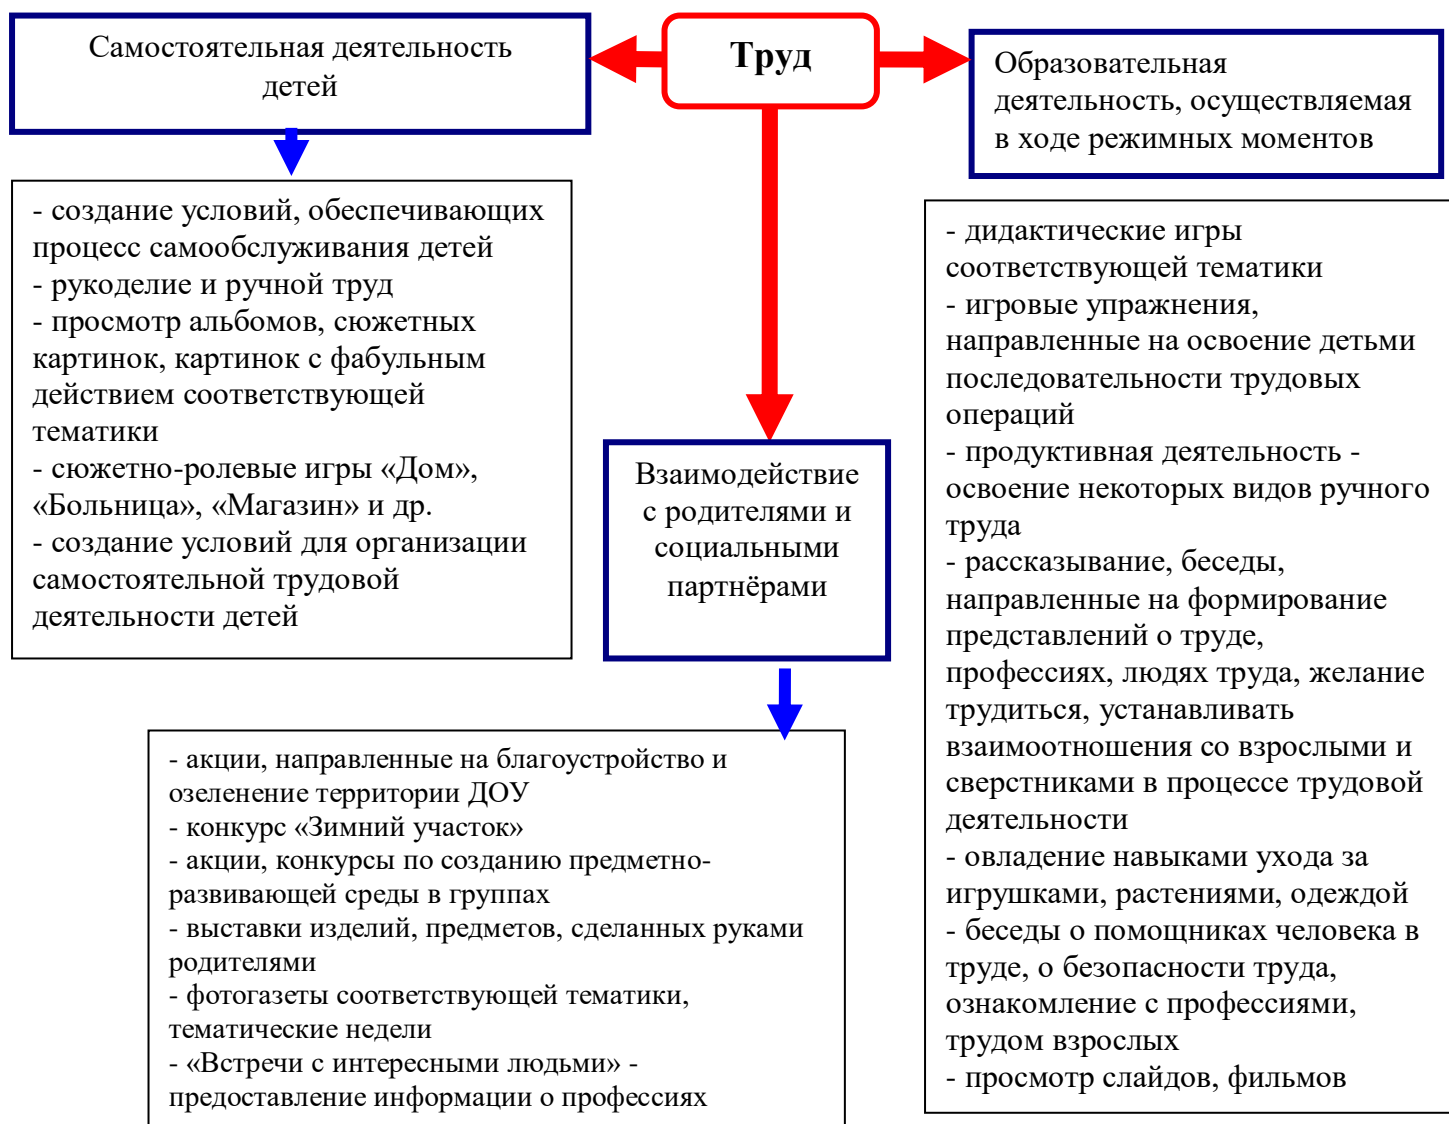 Самостоятельная деятельность
детей
Труд
Образовательная
деятельность, осуществляемая
в ходе режимных моментов
- создание условий, обеспечивающих
процесс самообслуживания детей
- рукоделие и ручной труд
- просмотр альбомов, сюжетных
картинок, картинок с фабульным
действием соответствующей
тематики
- сюжетно-ролевые игры «Дом»,
«Больница», «Магазин» и др.
- создание условий для организации
самостоятельной трудовой
деятельности детей
Взаимодействие
с родителями и
социальными
партнёрами
- дидактические игры
соответствующей тематики
- игровые упражнения,
направленные на освоение детьми
последовательности трудовых
операций
- продуктивная деятельность -
освоение некоторых видов ручного
труда
- рассказывание, беседы,
направленные на формирование
представлений о труде,
профессиях, людях труда, желание
трудиться, устанавливать
взаимоотношения со взрослыми и
сверстниками в процессе трудовой
деятельности
- овладение навыками ухода за
игрушками, растениями, одеждой
- беседы о помощниках человека в
труде, о безопасности труда,
ознакомление с профессиями,
трудом взрослых
- просмотр слайдов, фильмов
- акции, направленные на благоустройство и
озеленение территории ДОУ
- конкурс «Зимний участок»
- акции, конкурсы по созданию предметно-
развивающей среды в группах
- выставки изделий, предметов, сделанных руками
родителями
- фотогазеты соответствующей тематики,
тематические недели
- «Встречи с интересными людьми» -
предоставление информации о профессиях